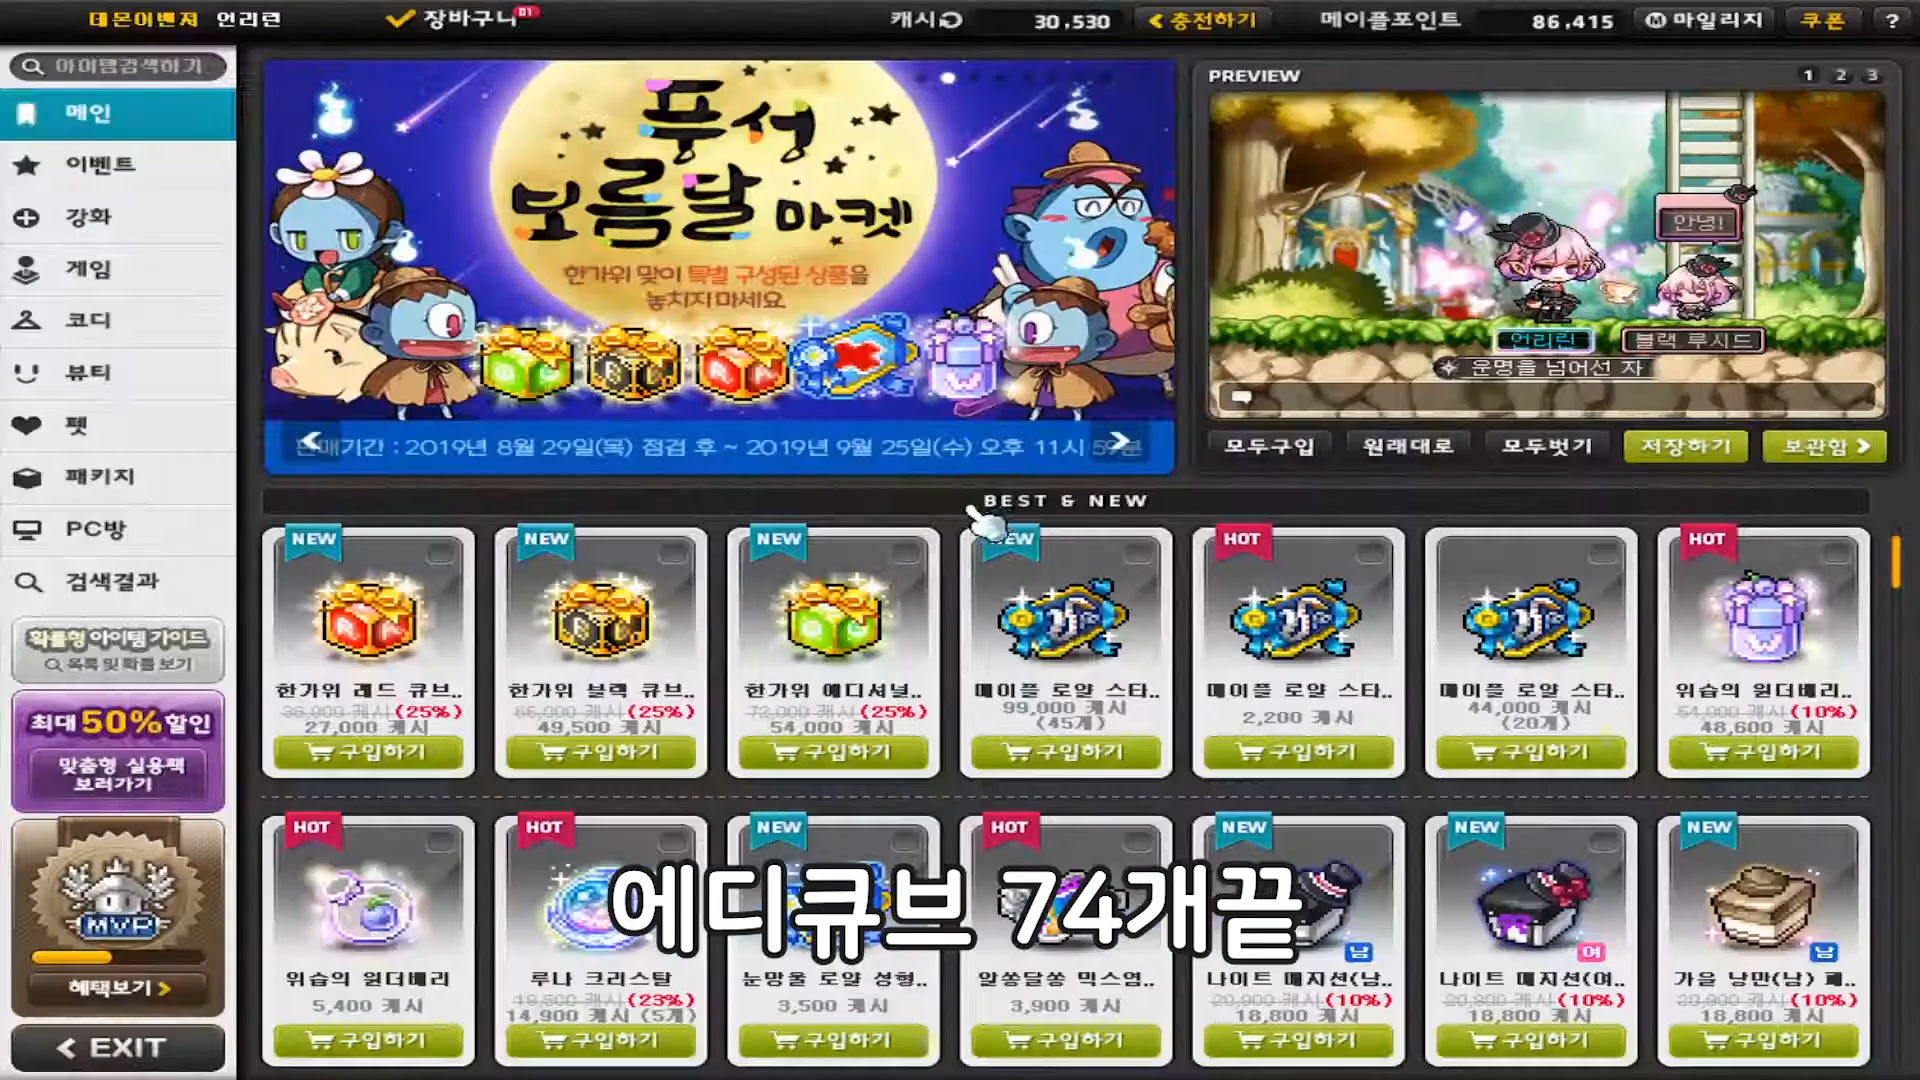 데몬어벤져 언리련
장바구니 01
캐시
30,530
충전하기
메이플포인트
86,415
마일리지
쿠폰
?
아이템검색하기
메인
이벤트
강화
게임
코디
뷰티
펫
패키지
PC방
검색결과
확률형 아이템 가이드
목록 및 확률 보기
최대 50% 할인
맞춤형 실용팩
보러가기
MVP
혜택보기 >
< EXIT
풍성
보름달 마켓
한가위 맞이 특별 구성된 상품을
놓치지 마세요
판매기간 : 2019년 8월 29일(목) 점검 후 ~ 2019년 9월 25일(수) 오후 11시 59분
PREVIEW
1 2 3
안녕!
언리련
블랙 루시드
운명을 넘어선 자
모두구입
원래대로
모두벗기
저장하기
보관함 >
BEST & NEW
NEW
한가위 레드 큐브..
36,000 캐시 (25%)
27,000 캐시
구입하기
NEW
한가위 블랙 큐브..
66,000 캐시 (25%)
49,500 캐시
구입하기
NEW
한가위 에디셔널..
72,000 캐시 (25%)
54,000 캐시
구입하기
NEW
메이플 로얄 스타..
99,000 캐시
(45개)
구입하기
HOT
메이플 로얄 스타..
2,200 캐시
구입하기
메이플 로얄 스타..
44,000 캐시
(20개)
구입하기
HOT
위습의 원더베리..
54,000 캐시 (10%)
48,600 캐시
구입하기
HOT
위습의 원더베리
5,400 캐시
구입하기
HOT
루나 크리스탈
19,500 캐시 (23%)
14,900 캐시 (5개)
구입하기
NEW
눈망울 로얄 성형..
3,500 캐시
구입하기
HOT
알쏭달쏭 믹스염..
3,900 캐시
구입하기
NEW
남
나이트 매지션(남..
20,900 캐시 (10%)
18,800 캐시
구입하기
NEW
여
나이트 매지션(여..
20,900 캐시 (10%)
18,800 캐시
구입하기
NEW
남
가을 낭만(남) 패..
20,900 캐시 (10%)
18,800 캐시
구입하기
에디큐브 74개끝